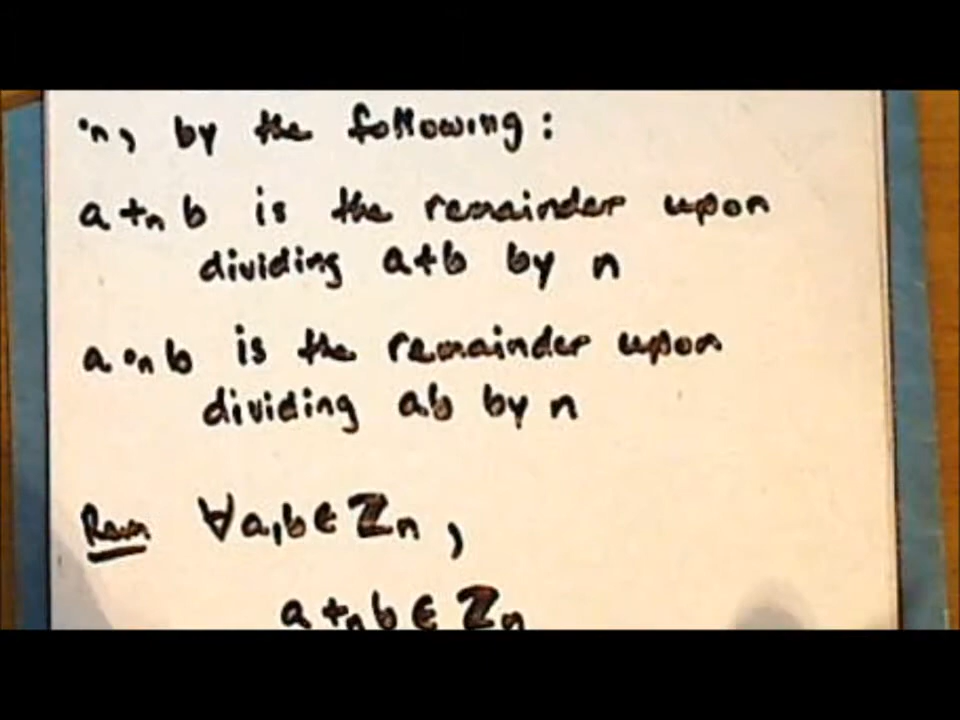 ·n, by the following:
a +n b is the remainder upon
dividing a+b by n
a ·n b is the remainder upon
dividing ab by n
Rem ∀a,b ∈ ℤn,
a +n b ∈ ℤn